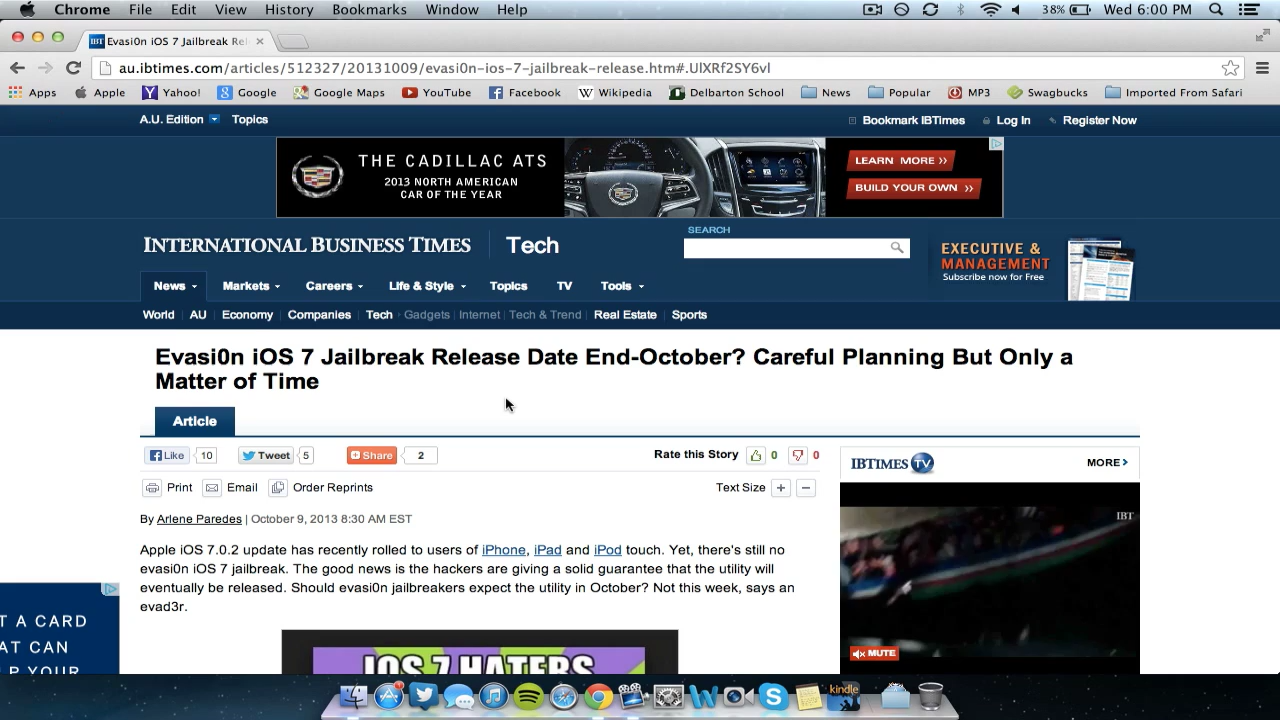 Chrome File Edit View History Bookmarks Window Help 38% Wed 6:00 PM
IBT Evasi0n iOS 7 Jailbreak Rel
au.ibtimes.com/articles/512327/20131009/evasi0n-ios-7-jailbreak-release.htm#.UlXRf2SY6vl
Apps Apple Yahoo! Google Google Maps YouTube Facebook Wikipedia Delbarton School News Popular MP3 Swagbucks Imported From Safari
A.U. Edition Topics Bookmark IBTimes Log In Register Now
THE CADILLAC ATS
2013 NORTH AMERICAN
CAR OF THE YEAR
LEARN MORE >>
BUILD YOUR OWN >>
INTERNATIONAL BUSINESS TIMES Tech
SEARCH
EXECUTIVE &
MANAGEMENT
Subscribe now for Free
News Markets Careers Life & Style Topics TV Tools
World AU Economy Companies Tech Gadgets Internet Tech & Trend Real Estate Sports
Evasi0n iOS 7 Jailbreak Release Date End-October? Careful Planning But Only a
Matter of Time
Article
Like 10 Tweet 5 Share 2 Rate this Story 0 0
Print Email Order Reprints Text Size + −
By Arlene Paredes | October 9, 2013 8:30 AM EST
Apple iOS 7.0.2 update has recently rolled to users of iPhone, iPad and iPod touch. Yet, there's still no
evasi0n iOS 7 jailbreak. The good news is the hackers are giving a solid guarantee that the utility will
eventually be released. Should evasi0n jailbreakers expect the utility in October? Not this week, says an
evad3r.
IOS 7 HATERS
IBTIMES TV MORE
IBT
MUTE
T A CARD
AT CAN
YOUR
kindle